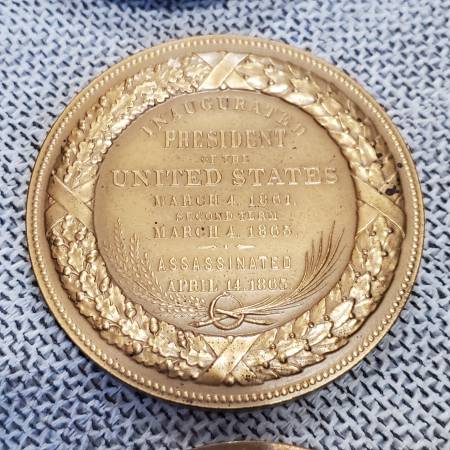 INAUGURATED
PRESIDENT
OF THE
UNITED STATES
MARCH 4, 1861.
SECOND TERM
MARCH 4, 1865.
ASSASSINATED
APRIL 14, 1865